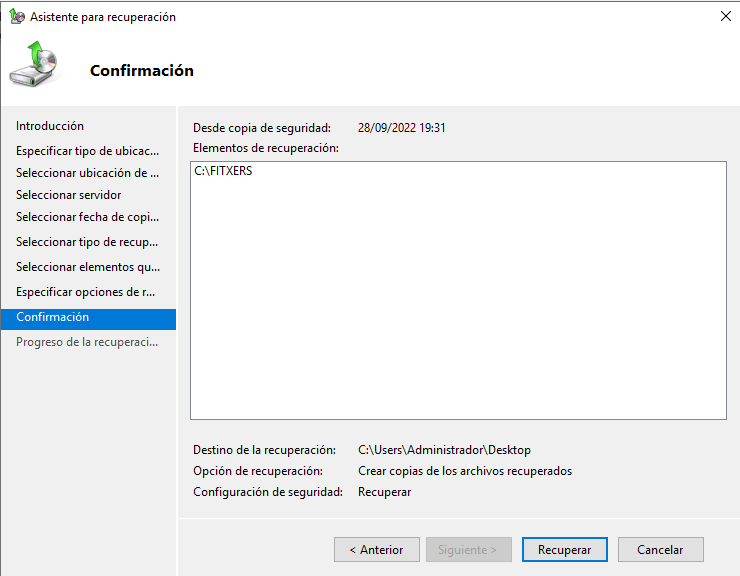 Asistente para recuperación
Confirmación
Introducción
Especificar tipo de ubicac...
Seleccionar ubicación de ...
Seleccionar servidor
Seleccionar fecha de copi...
Seleccionar tipo de recup...
Seleccionar elementos qu...
Especificar opciones de r...
Confirmación
Progreso de la recuperaci...
Desde copia de seguridad: 28/09/2022 19:31
Elementos de recuperación:
C:\FITXERS
Destino de la recuperación: C:\Users\Administrador\Desktop
Opción de recuperación: Crear copias de los archivos recuperados
Configuración de seguridad: Recuperar
< Anterior Siguiente > Recuperar Cancelar